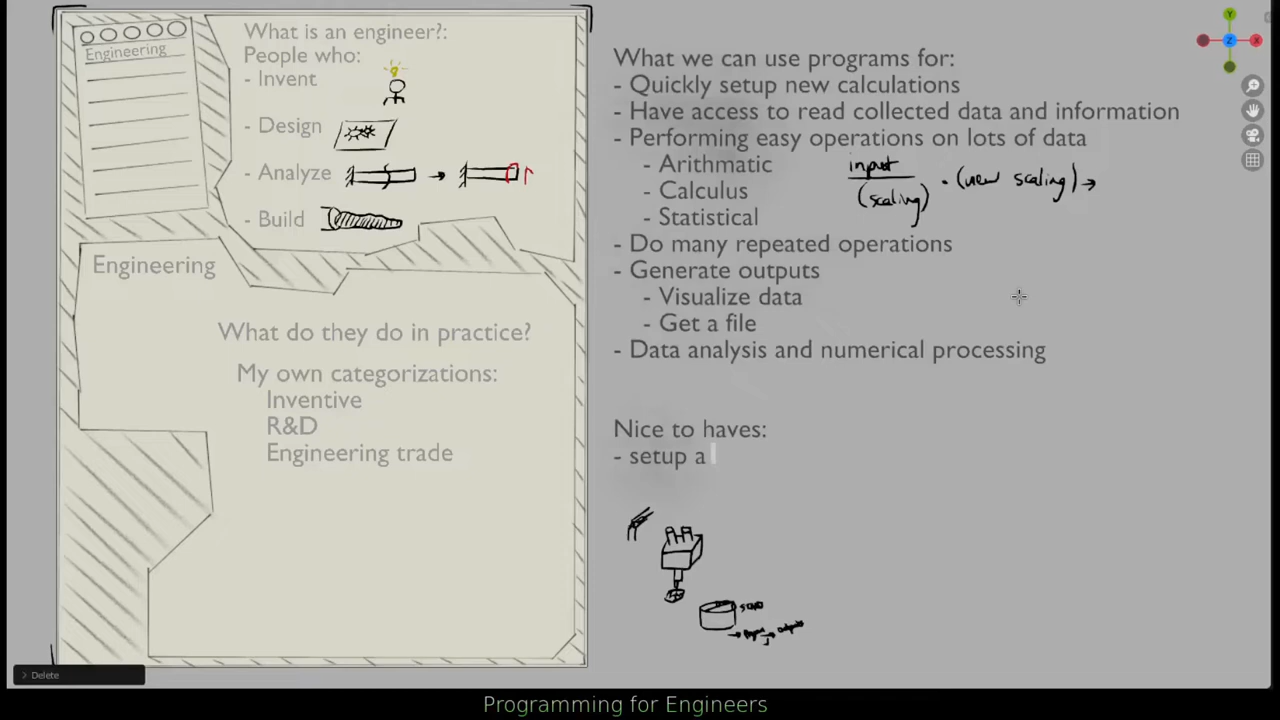 Engineering
What is an engineer?:
People who:
- Invent
- Design
- Analyze
- Build
Engineering
What do they do in practice?
My own categorizations:
Inventive
R&D
Engineering trade
What we can use programs for:
- Quickly setup new calculations
- Have access to read collected data and information
- Performing easy operations on lots of data
- Arithmatic
- Calculus
- Statistical
input
(scaling) · (new scaling) →
- Do many repeated operations
- Generate outputs
- Visualize data
- Get a file
- Data analysis and numerical processing
Nice to haves:
- setup a
outputs
Y
X
Z
> Delete
Programming for Engineers